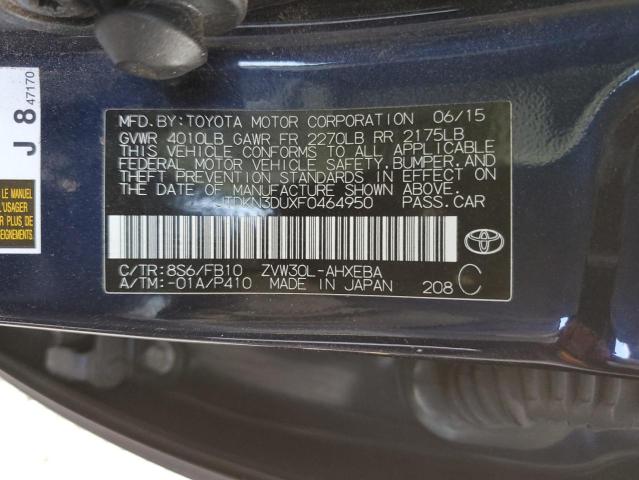 MFD.BY:TOYOTA MOTOR CORPORATION 06/15
GVWR 4010LB GAWR FR 2270LB RR 2175LB
THIS VEHICLE CONFORMS TO ALL APPLICABLE
FEDERAL MOTOR VEHICLE SAFETY,BUMPER,AND
THEFT PREVENTION STANDARDS IN EFFECT ON
THE DATE OF MANUFACTURE SHOWN ABOVE.
JTDKN3DUXF0464950 PASS.CAR
C/TR:8S6/FB10 ZVW30L-AHXEBA
A/TM:-01A/P410 MADE IN JAPAN 208 C
J 8 47170
LE MANUEL
L'USAGER
R PLUS DE
EIGNEMENTS